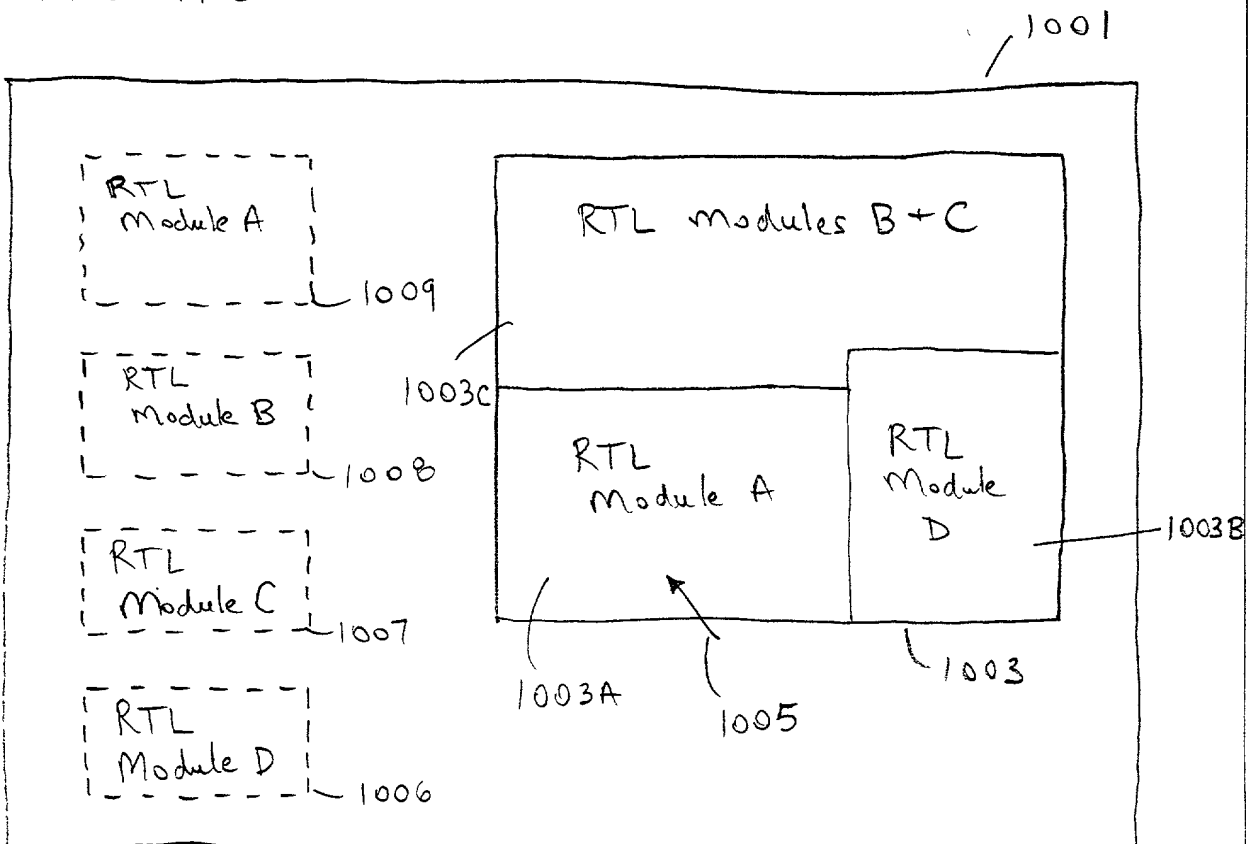 1001
RTL
Module A
1009
RTL
Module B
1008
RTL
Module C
1007
RTL
Module D
1006
RTL modules B + C
1003C
RTL
Module A
RTL
Module
D
1003B
1003A
1005
1003